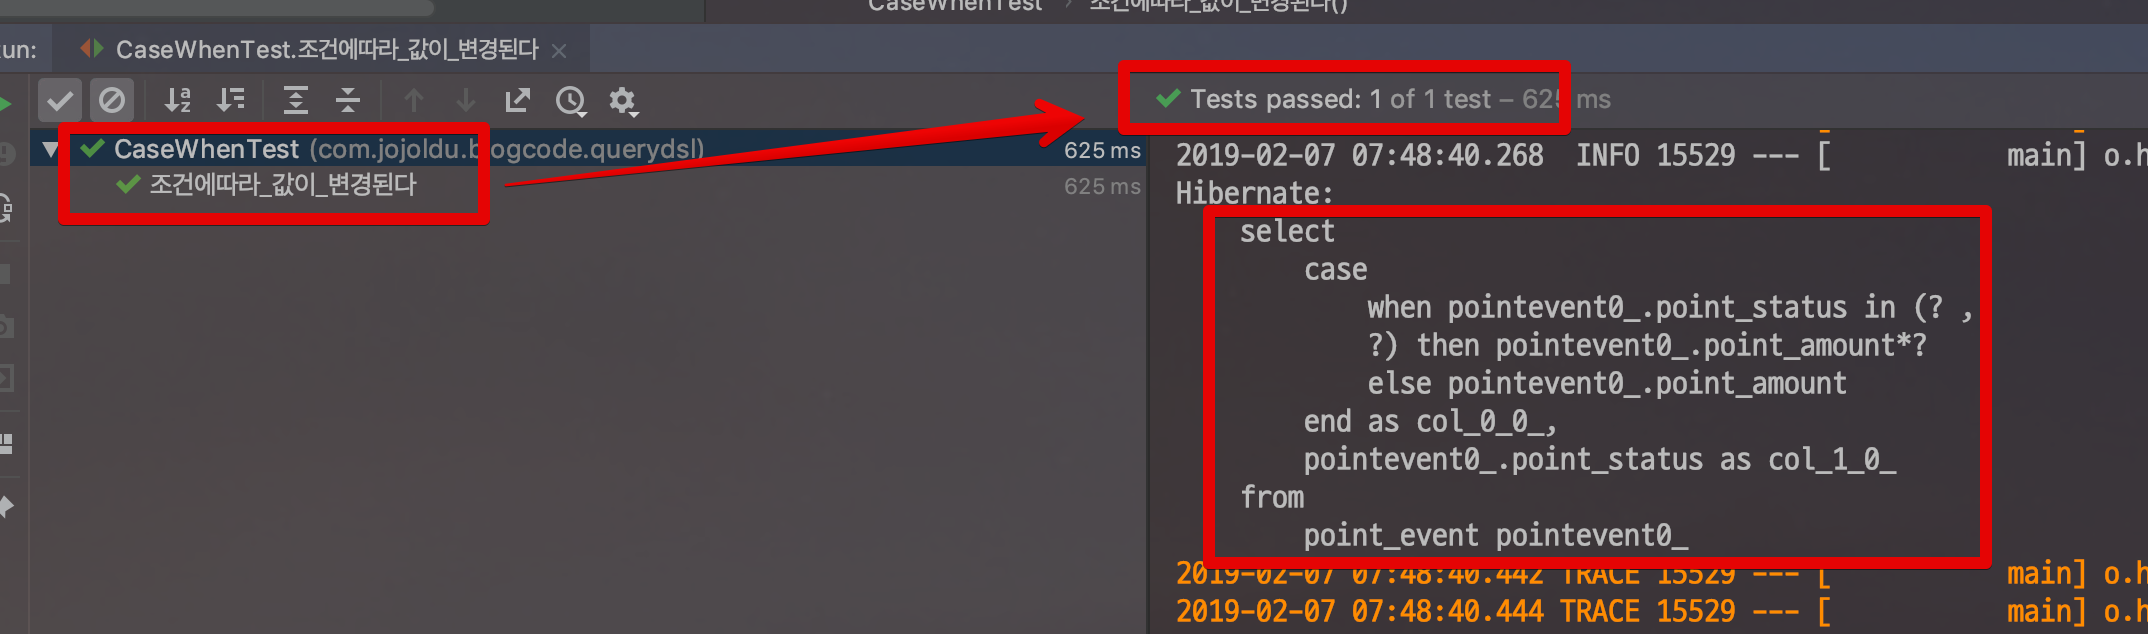 CaseWhenTest › 조건에따라_값이_변경된다()
un: CaseWhenTest.조건에따라_값이_변경된다 ×
Tests passed: 1 of 1 test – 625 ms
CaseWhenTest (com.jojoldu.blogcode.querydsl) 625 ms
조건에따라_값이_변경된다 625 ms
2019-02-07 07:48:40.268 INFO 15529 --- [ main] o.h
Hibernate:
select
case
when pointevent0_.point_status in (? ,
?) then pointevent0_.point_amount*?
else pointevent0_.point_amount
end as col_0_0_,
pointevent0_.point_status as col_1_0_
from
point_event pointevent0_
2019-02-07 07:48:40.442 TRACE 15529 --- [ main] o.h
2019-02-07 07:48:40.444 TRACE 15529 --- [ main] o.h